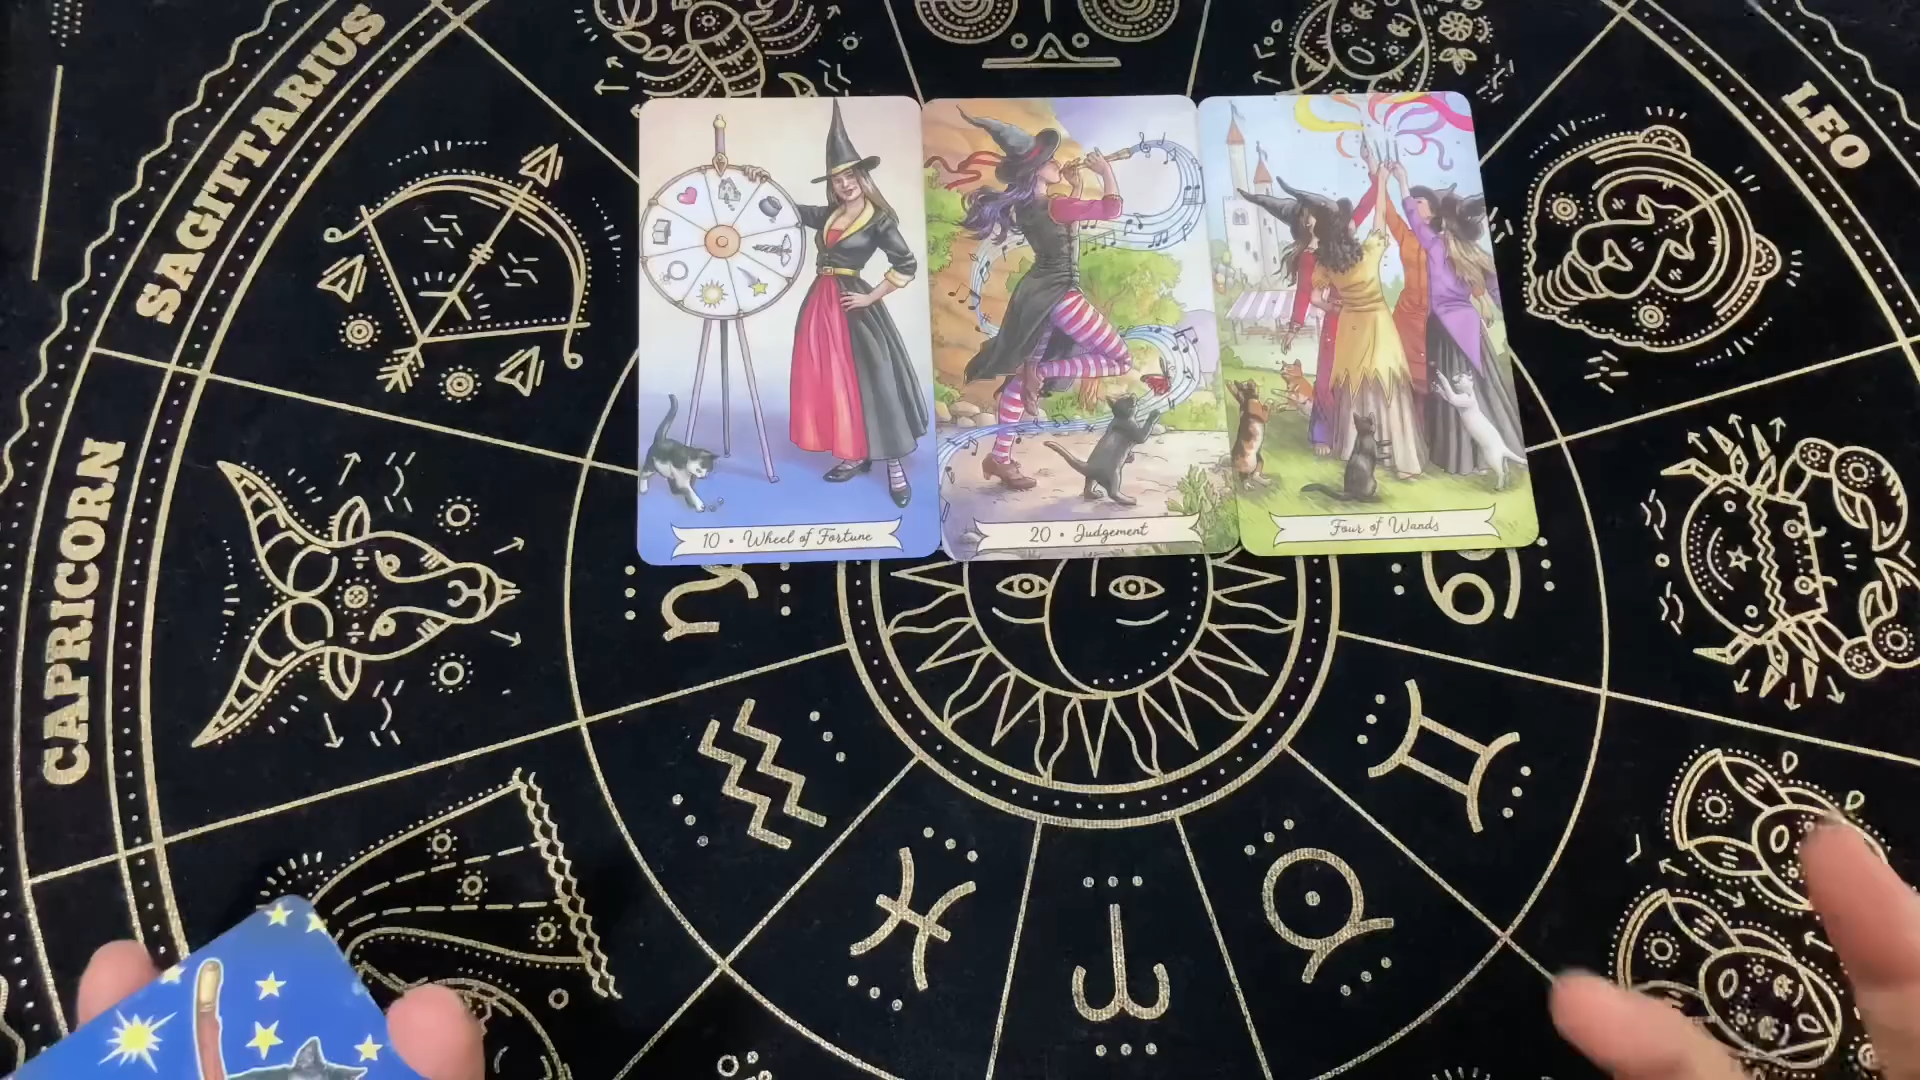 SAGITTARIUS
LEO
CAPRICORN
10 • Wheel of Fortune
20 • Judgement
Four of Wands